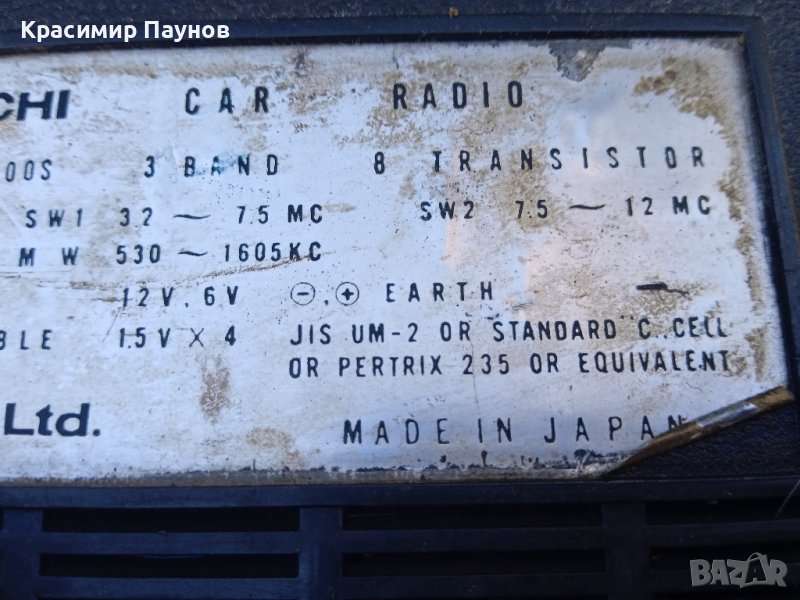 Красимир Паунов
CHI CAR RADIO
00S 3 BAND 8 TRANSISTOR
SW1 3.2 ~ 7.5 MC SW2 7.5 ~ 12 MC
MW 530 ~ 1605KC
12V, 6V ⊖,⊕ EARTH
BLE 1.5V X 4 JIS UM-2 OR STANDARD "C" CELL
OR PERTRIX 235 OR EQUIVALENT
Ltd. MADE IN JAPAN
BAZAR